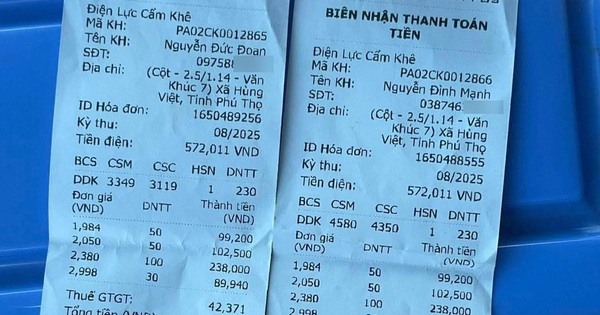 Điện Lực Cẩm Khê
Mã KH: PA02CK0012865
Tên KH: Nguyễn Đức Đoan
SĐT: 09758
Địa chỉ: (Cột - 2.5/1.14 - Văn
Khúc 7) Xã Hùng
Việt, Tỉnh Phú Thọ
ID Hóa đơn: 1650489256
Kỳ thu: 08/2025
Tiền điện: 572,011 VND
BCS CSM CSC HSN DNTT
DDK 3349 3119 1 230
Đơn giá DNTT Thành tiền
(VND) (VND)
1,984 50 99,200
2,050 50 102,500
2,380 100 238,000
2,998 30 89,940
Thuế GTGT: 42,371
Tổng tiền (VND)
BIÊN NHẬN THANH TOÁN
TIỀN
Điện Lực Cẩm Khê
Mã KH: PA02CK0012866
Tên KH: Nguyễn Đình Mạnh
SĐT: 038746
Địa chỉ: (Cột - 2.5/1.14 - Văn
Khúc 7) Xã Hùng
Việt, Tỉnh Phú Thọ
ID Hóa đơn: 1650488555
Kỳ thu: 08/2025
Tiền điện: 572,011 VND
BCS CSM CSC HSN DNTT
DDK 4580 4350 1 230
Đơn giá DNTT Thành tiền
(VND) (VND)
1,984 50 99,200
2,050 50 102,500
2,380 100 238,000
2,998